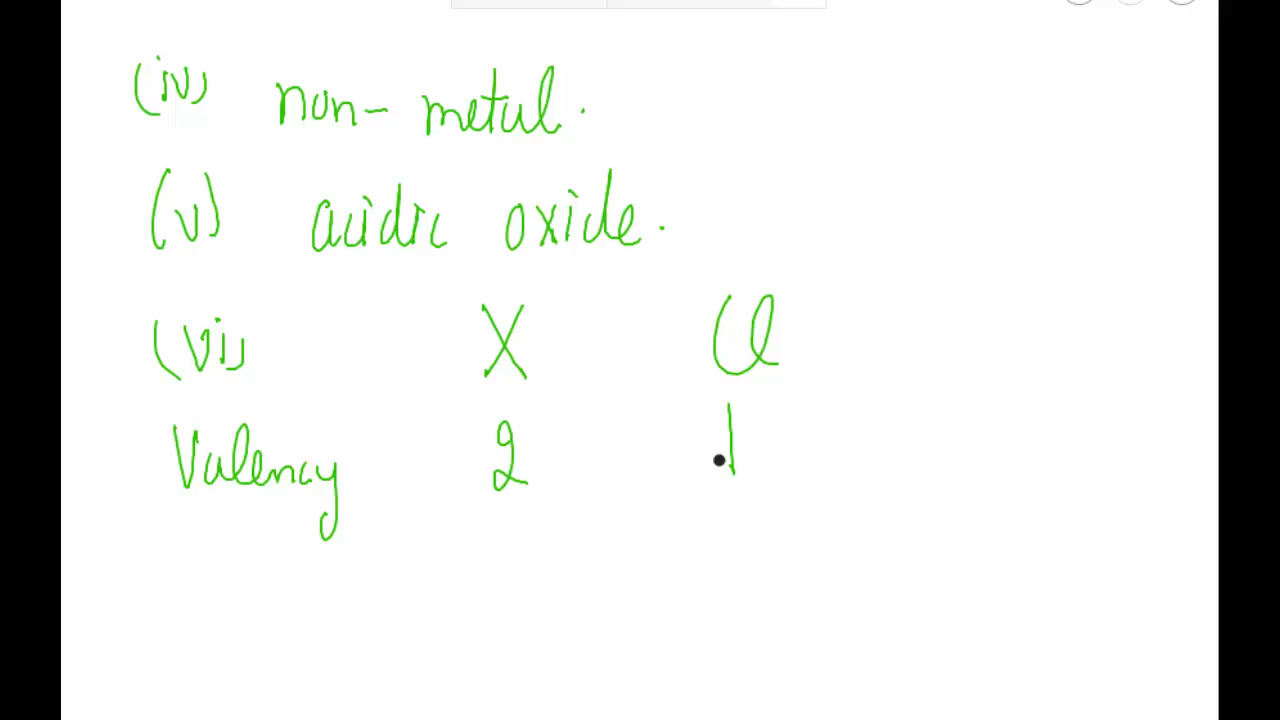 (iv) non-metal.
(v) acidic oxide.
(vi) X Cl
Valency 2 1